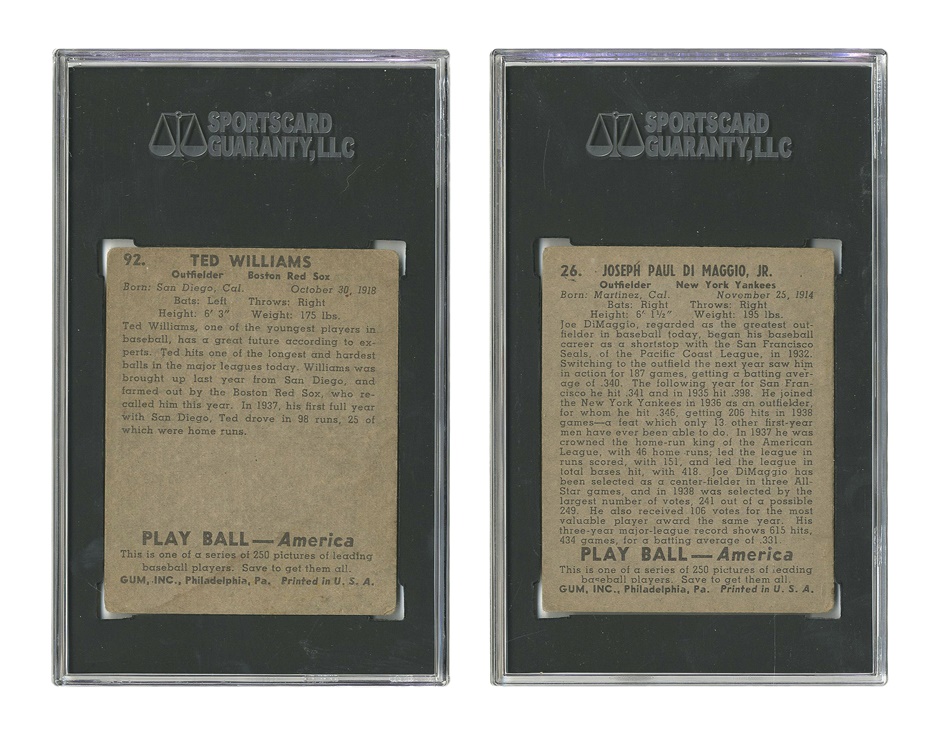 SPORTSCARD
GUARANTY, LLC
92. TED WILLIAMS
Outfielder Boston Red Sox
Born: San Diego, Cal. October 30, 1918
Bats: Left Throws: Right
Height: 6' 3" Weight: 175 lbs.
Ted Williams, one of the youngest players in
baseball, has a great future according to ex-
perts. Ted hits one of the longest and hardest
balls in the major leagues today. Williams was
brought up last year from San Diego, and
farmed out by the Boston Red Sox, who re-
called him this year. In 1937, his first full year
with San Diego, Ted drove in 98 runs, 25 of
which were home runs.
PLAY BALL — America
This is one of a series of 250 pictures of leading
baseball players. Save to get them all.
GUM, INC., Philadelphia, Pa. Printed in U. S. A.
SPORTSCARD
GUARANTY, LLC
26. JOSEPH PAUL DI MAGGIO, JR.
Outfielder New York Yankees
Born: Martinez, Cal. November 25, 1914
Bats: Right Throws: Right
Height: 6' 1½" Weight: 195 lbs.
Joe DiMaggio, regarded as the greatest out-
fielder in baseball today, began his baseball
career as a shortstop with the San Francisco
Seals, of the Pacific Coast League, in 1932.
Switching to the outfield the next year saw him
in action for 187 games, getting a batting aver-
age of .340. The following year for San Fran-
cisco he hit .341 and in 1935 hit .398. He joined
the New York Yankees in 1936 as an outfielder,
for whom he hit .346, getting 206 hits in 1938
games—a feat which only 13 other first-year
men have ever been able to do. In 1937 he was
crowned the home-run king of the American
League, with 46 home runs; led the league in
runs scored, with 151, and led the league in
total bases hit, with 418. Joe DiMaggio has
been selected as a center-fielder in three All-
Star games, and in 1938 was selected by the
largest number of votes, 241 out of a possible
249. He also received 106 votes for the most
valuable player award the same year. His
three-year major-league record shows 615 hits,
434 games, for a batting average of .331.
PLAY BALL — America
This is one of a series of 250 pictures of leading
baseball players. Save to get them all.
GUM, INC., Philadelphia, Pa. Printed in U. S. A.